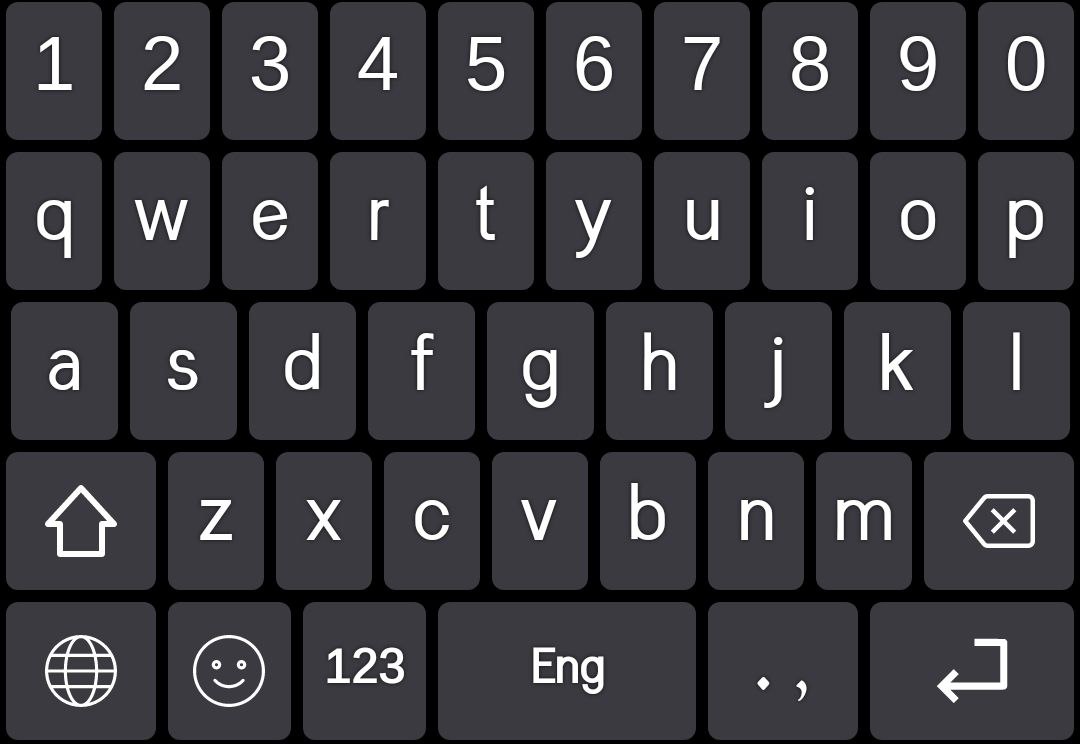 1 2 3 4 5 6 7 8 9 0
q w e r t y u i o p
a s d f g h j k l
z x c v b n m
123 Eng . ,